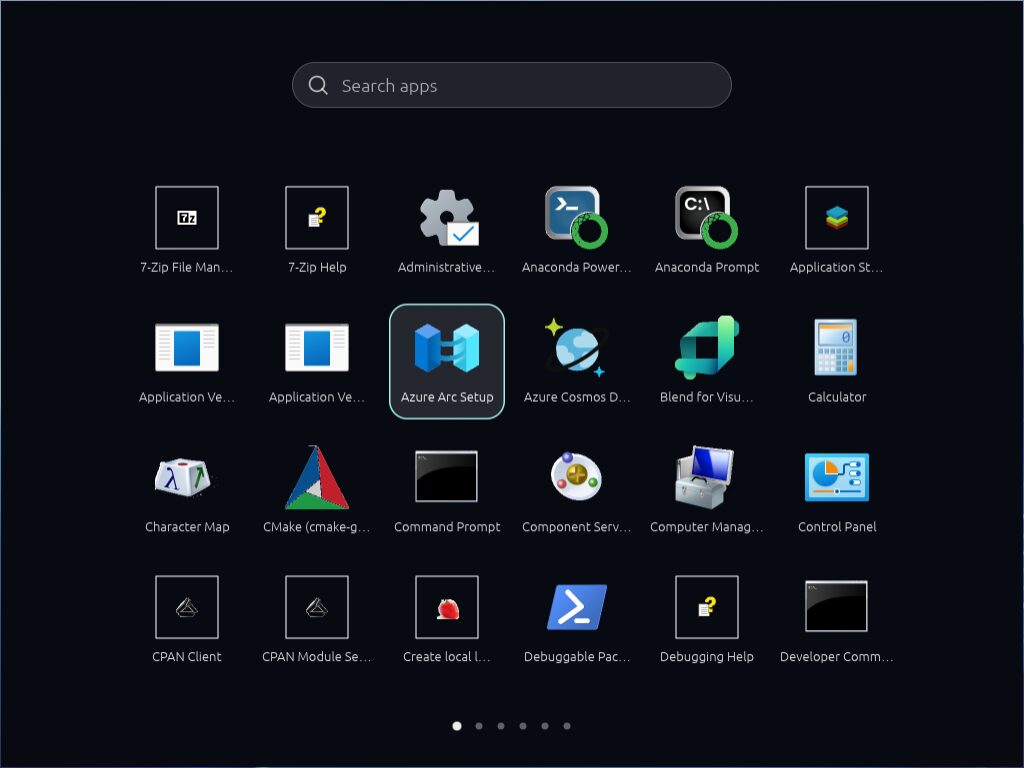 Search apps
7-Zip File Man...
7-Zip Help
Administrative...
Anaconda Power...
Anaconda Prompt
Application St...
Application Ve...
Application Ve...
Azure Arc Setup
Azure Cosmos D...
Blend for Visu...
Calculator
Character Map
CMake (cmake-g...
Command Prompt
Component Serv...
Computer Manag...
Control Panel
CPAN Client
CPAN Module Se...
Create local l...
Debuggable Pac...
Debugging Help
Developer Comm...